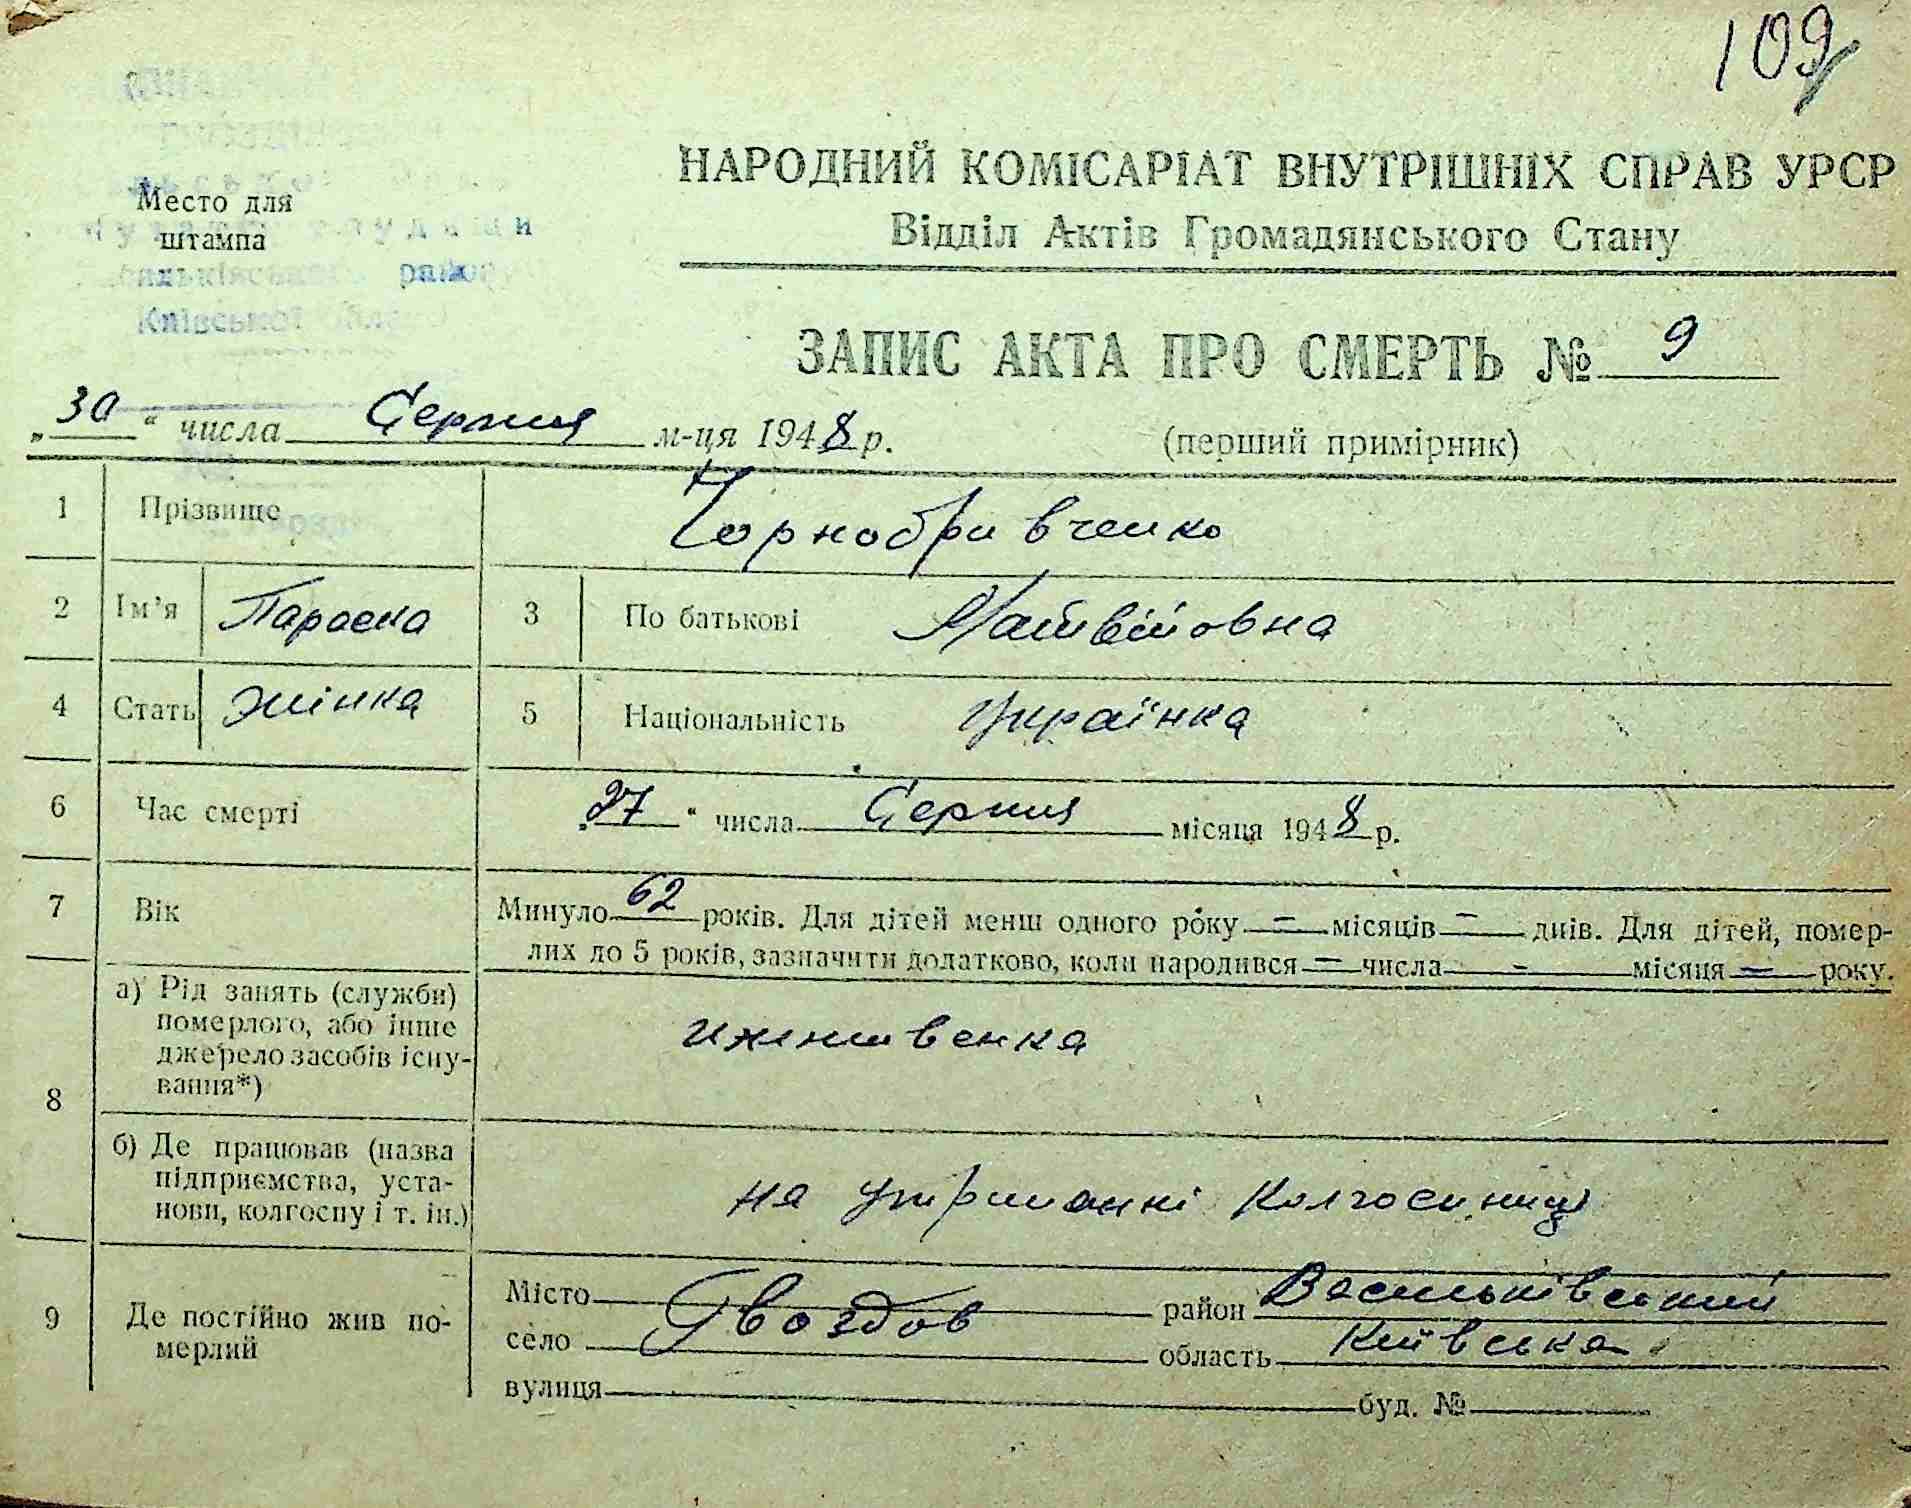 109
Место для
штампа
району
Київської
НАРОДНИЙ КОМІСАРІАТ ВНУТРІШНІХ СПРАВ УРСР
Відділ Актів Громадянського Стану
ЗАПИС АКТА ПРО СМЕРТЬ № 9
„30“ числа Серпня м-ця 1948 р. (перший примірник)
1 Прізвище Чорнобривченко
2 Ім'я Параска 3 По батькові Матвійовна
4 Стать Жінка 5 Національність Українка
6 Час смерті „27“ числа Серпня місяця 1948 р.
7 Вік Минуло 62 років. Для дітей менш одного року — місяців — днів. Для дітей, помер-
лих до 5 років, зазначити додатково, коли народився — числа - місяця — року.
8 а) Рід занять (служби)
померлого, або інше
джерело засобів існу-
вання*)
иженшвенка
б) Де працював (назва
підприємства, уста-
нови, колгоспу і т. ін.)
на утриманні Колгоспниці
9 Де постійно жив по-
мерлий
Місто район Васильківський
село Гвоздов область Київська
вулиця буд. №